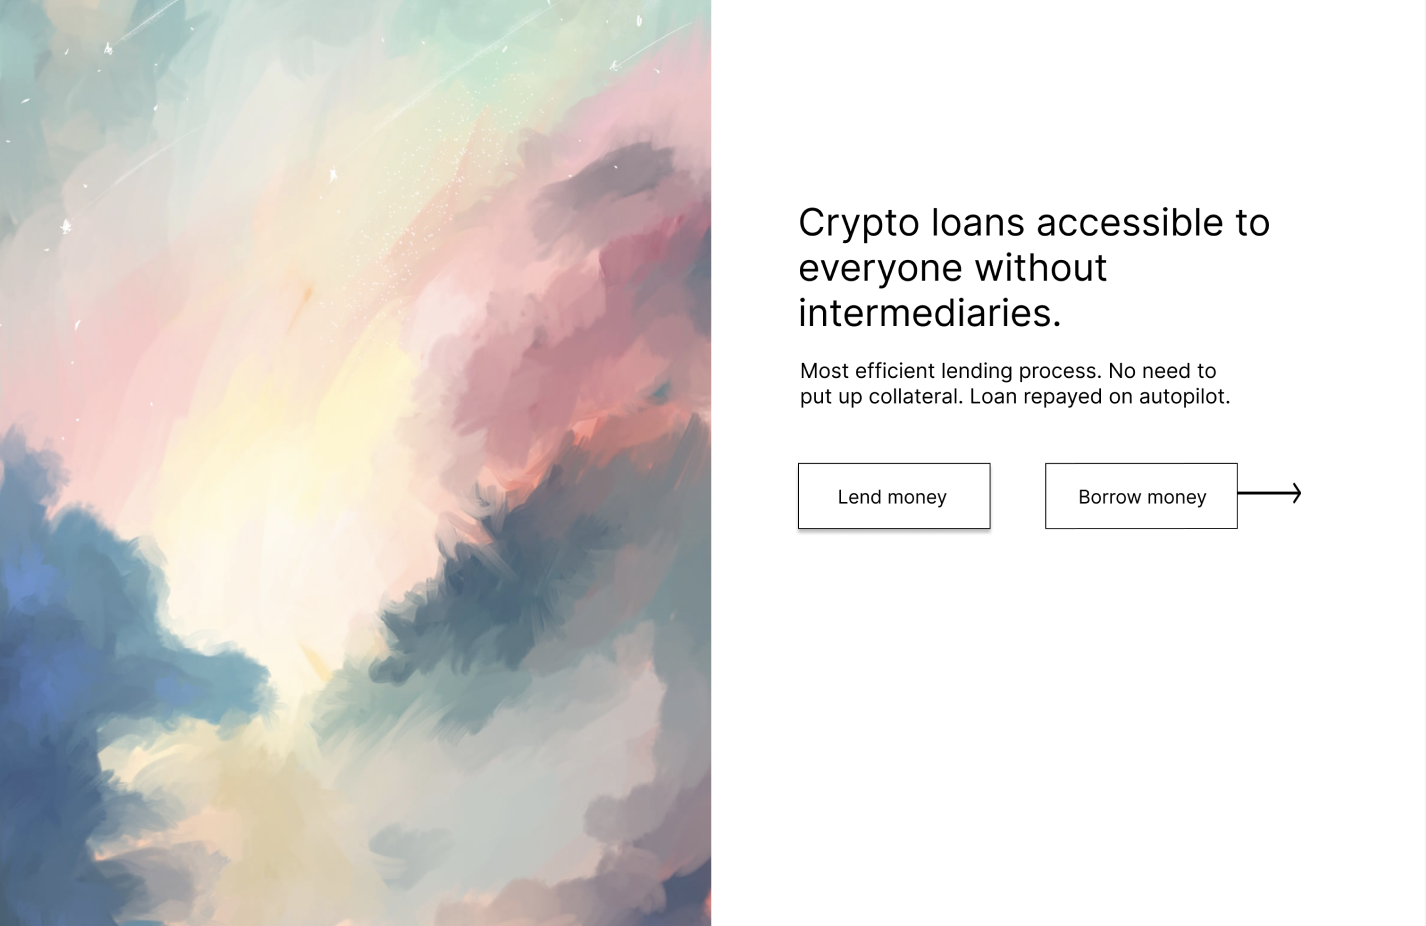 Crypto loans accessible to
everyone without
intermediaries.
Most efficient lending process. No need to
put up collateral. Loan repayed on autopilot.
Lend money
Borrow money